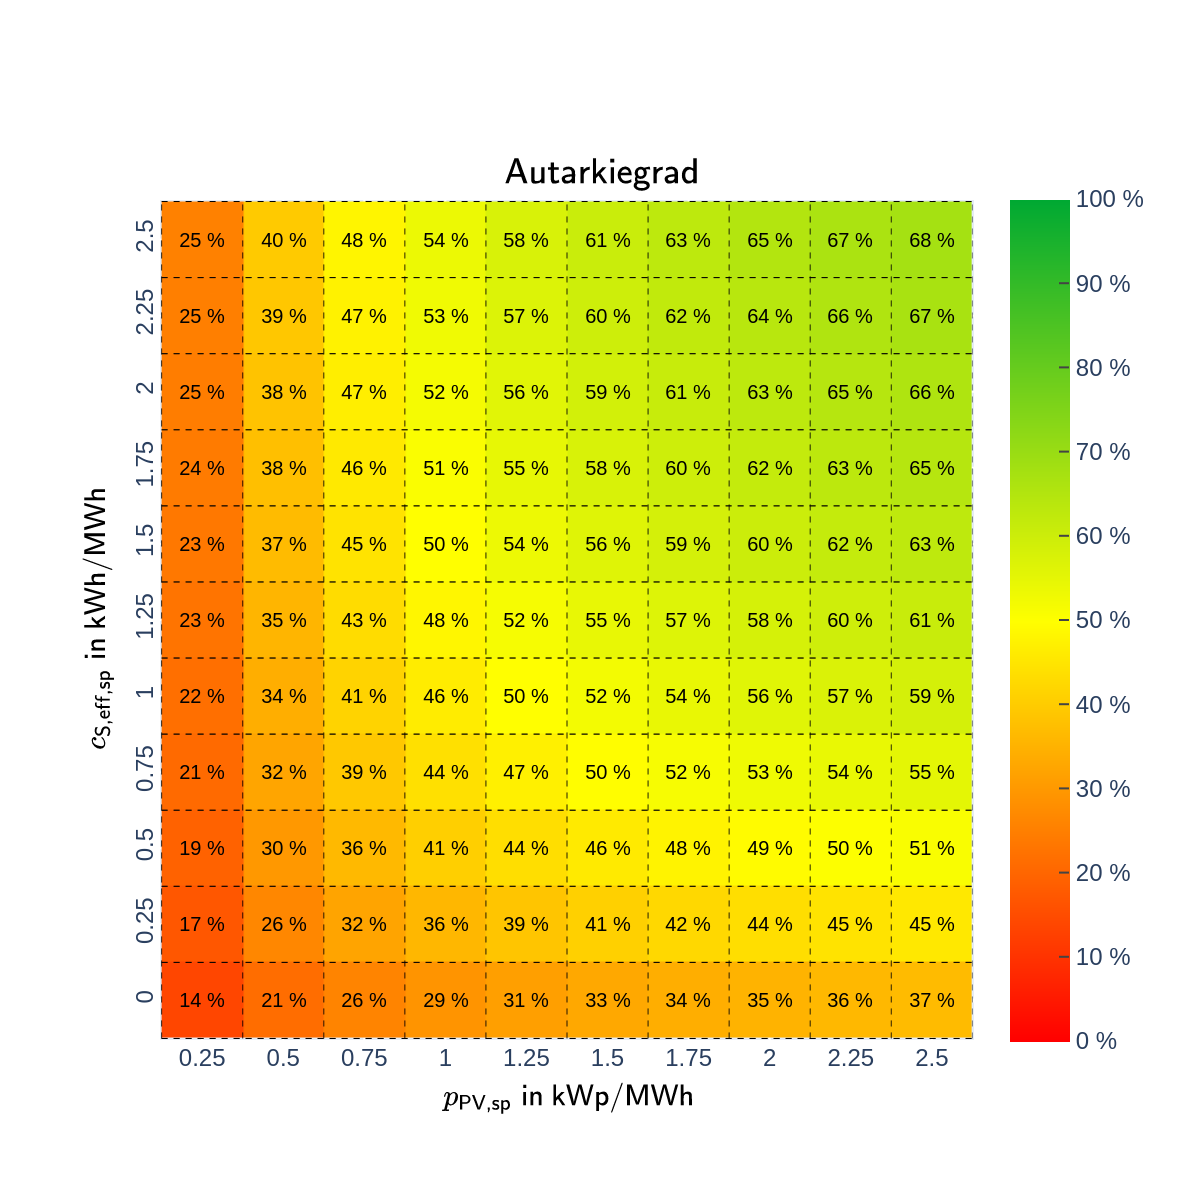 Autarkiegrad
2.5 25 % 40 % 48 % 54 % 58 % 61 % 63 % 65 % 67 % 68 %
2.25 25 % 39 % 47 % 53 % 57 % 60 % 62 % 64 % 66 % 67 %
2 25 % 38 % 47 % 52 % 56 % 59 % 61 % 63 % 65 % 66 %
1.75 24 % 38 % 46 % 51 % 55 % 58 % 60 % 62 % 63 % 65 %
1.5 23 % 37 % 45 % 50 % 54 % 56 % 59 % 60 % 62 % 63 %
1.25 23 % 35 % 43 % 48 % 52 % 55 % 57 % 58 % 60 % 61 %
1 22 % 34 % 41 % 46 % 50 % 52 % 54 % 56 % 57 % 59 %
0.75 21 % 32 % 39 % 44 % 47 % 50 % 52 % 53 % 54 % 55 %
0.5 19 % 30 % 36 % 41 % 44 % 46 % 48 % 49 % 50 % 51 %
0.25 17 % 26 % 32 % 36 % 39 % 41 % 42 % 44 % 45 % 45 %
0 14 % 21 % 26 % 29 % 31 % 33 % 34 % 35 % 36 % 37 %
0.25 0.5 0.75 1 1.25 1.5 1.75 2 2.25 2.5
pPV,sp in kWp/MWh
cS,eff,sp in kWh/MWh
100 %
90 %
80 %
70 %
60 %
50 %
40 %
30 %
20 %
10 %
0 %